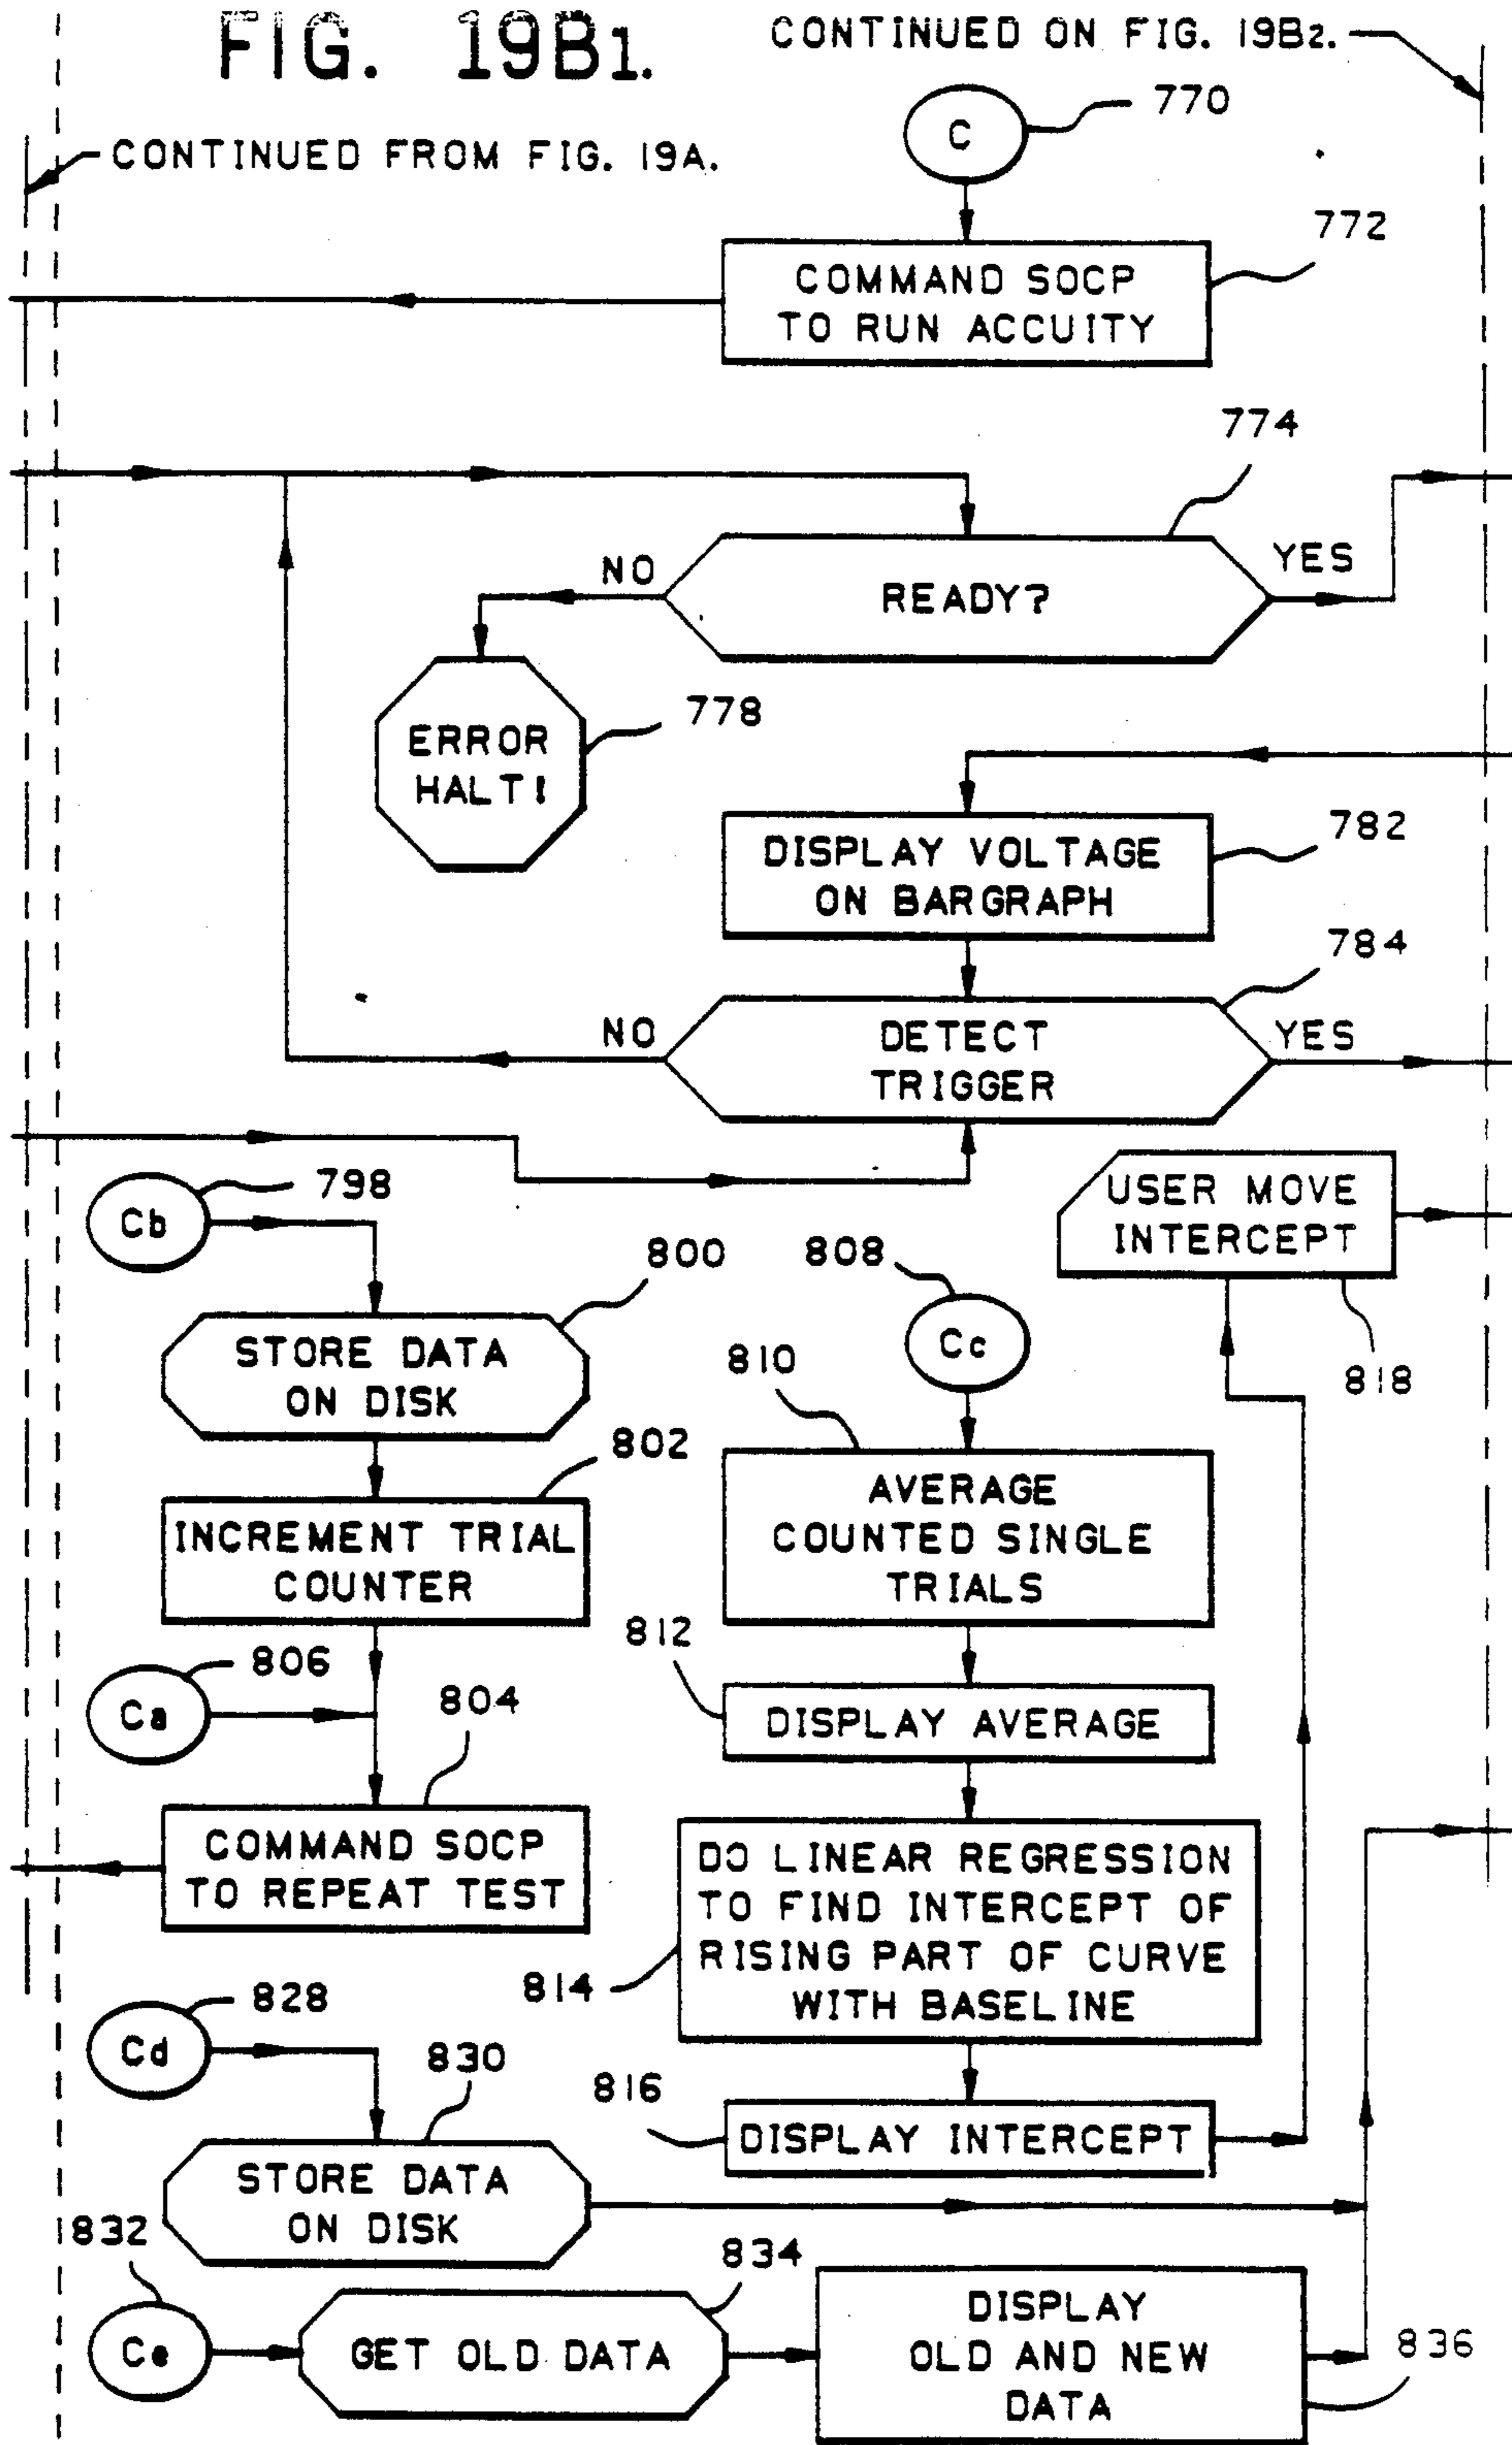 FIG. 19B1.
CONTINUED ON FIG. 19B2.
CONTINUED FROM FIG. 19A.
C
770
772
COMMAND SOCP
TO RUN ACCUITY
774
NO
READY?
YES
ERROR
HALT!
778
782
DISPLAY VOLTAGE
ON BARGRAPH
784
NO
DETECT
TRIGGER
YES
798
Cb
USER MOVE
INTERCEPT
818
800
STORE DATA
ON DISK
808
Cc
802
INCREMENT TRIAL
COUNTER
810
AVERAGE
COUNTED SINGLE
TRIALS
806
Ca
804
COMMAND SOCP
TO REPEAT TEST
812
DISPLAY AVERAGE
DO LINEAR REGRESSION
TO FIND INTERCEPT OF
RISING PART OF CURVE
WITH BASELINE
814
816
DISPLAY INTERCEPT
828
Cd
830
STORE DATA
ON DISK
832
Ce
834
GET OLD DATA
DISPLAY
OLD AND NEW
DATA
836